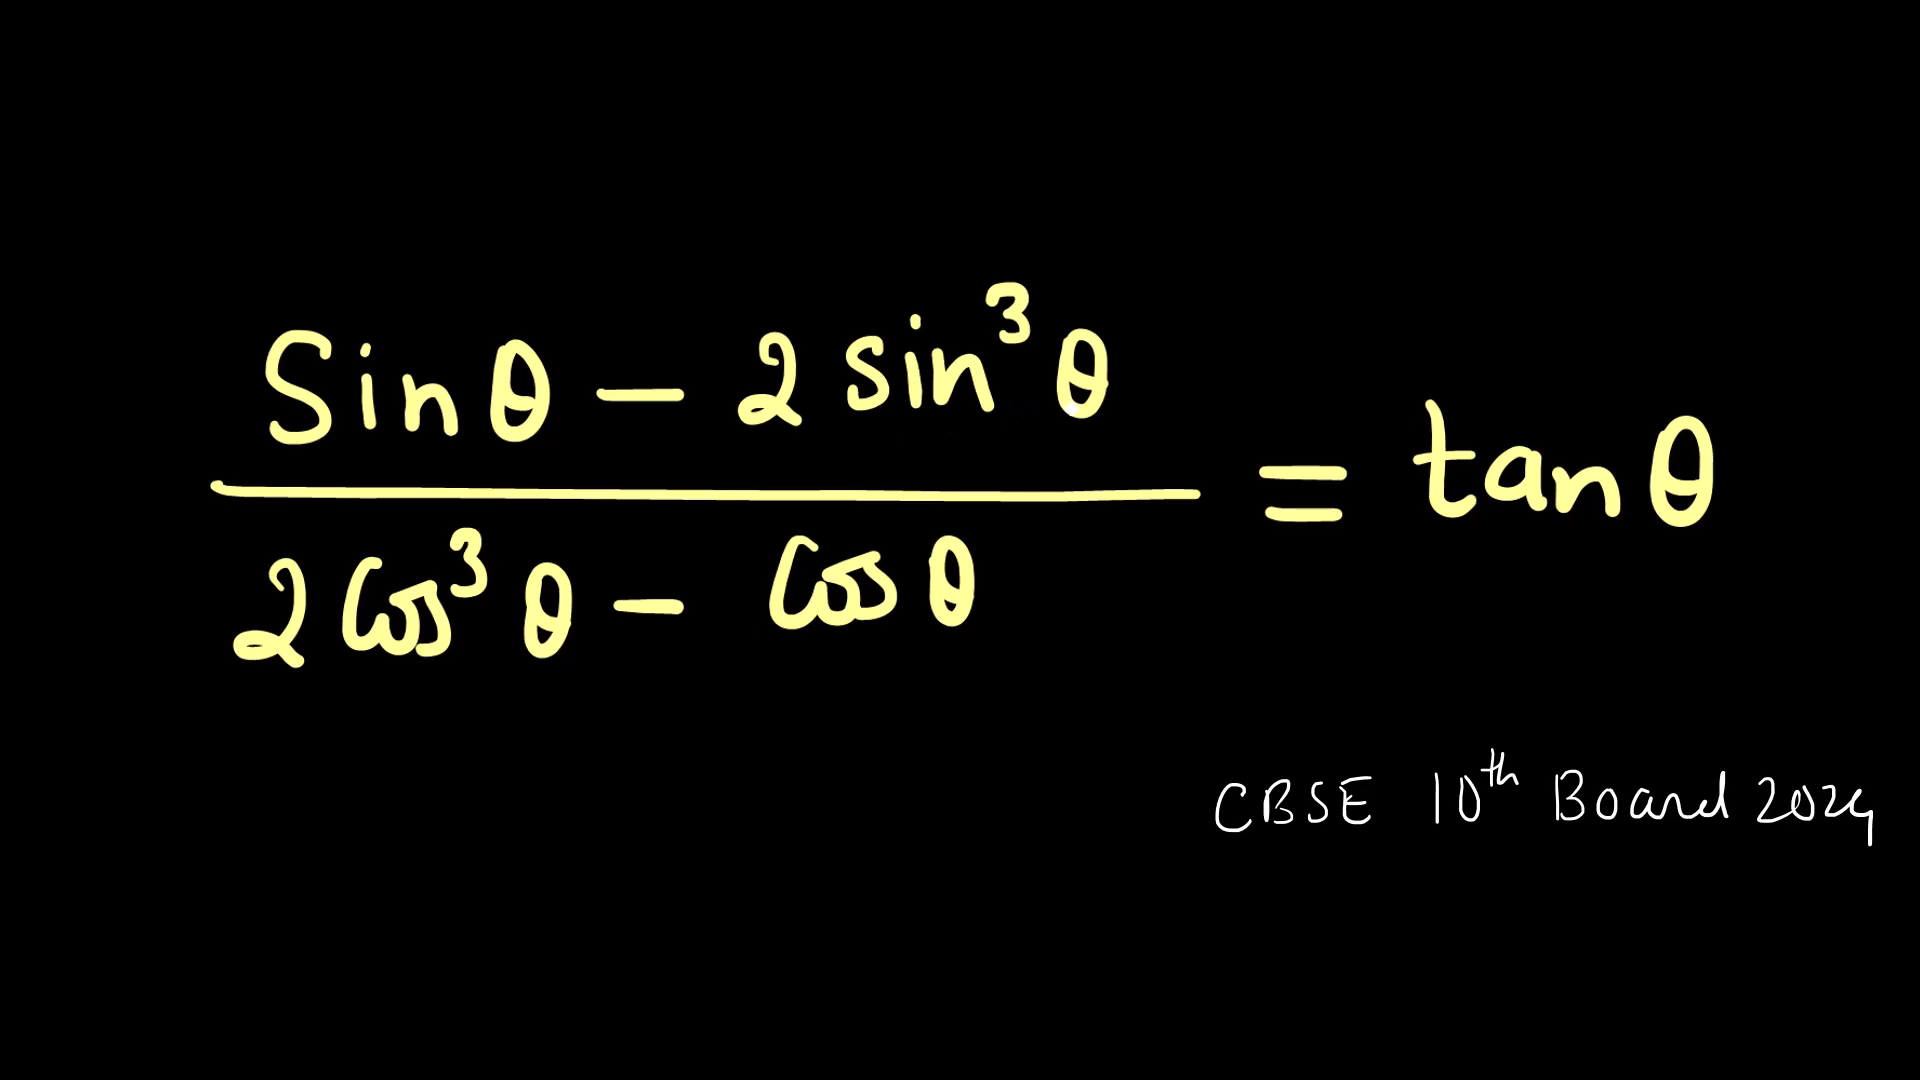 Sinθ − 2 sin³θ
2 Cos³θ − Cosθ
= tanθ
CBSE 10th Board 2024